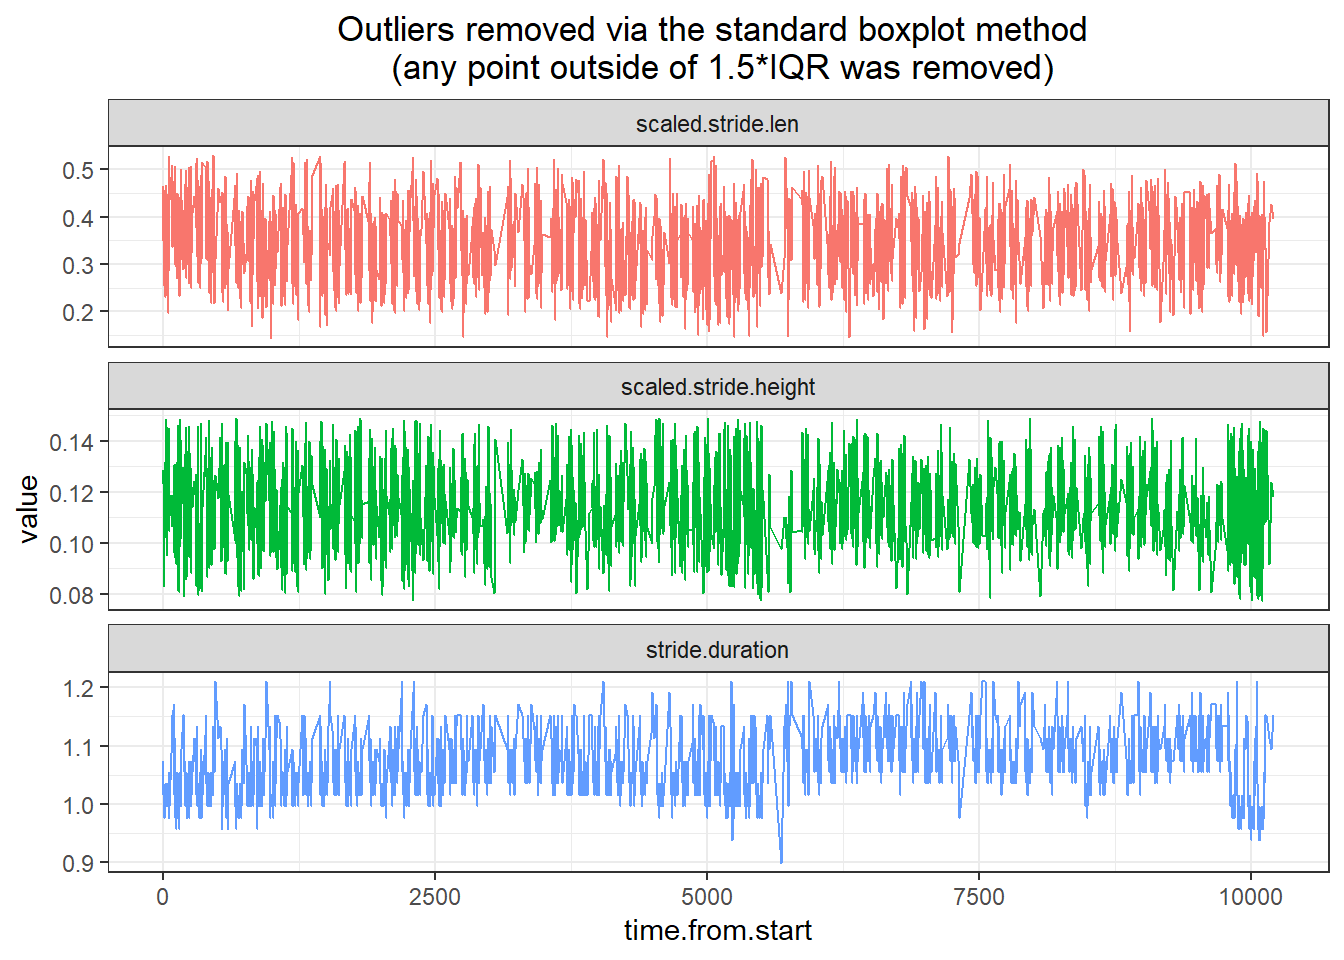 Outliers removed via the standard boxplot method
(any point outside of 1.5*IQR was removed)
scaled.stride.len
0.5
0.4
0.3
0.2
scaled.stride.height
0.14
0.12
0.10
0.08
value
stride.duration
1.2
1.1
1.0
0.9
0 2500 5000 7500 10000
time.from.start